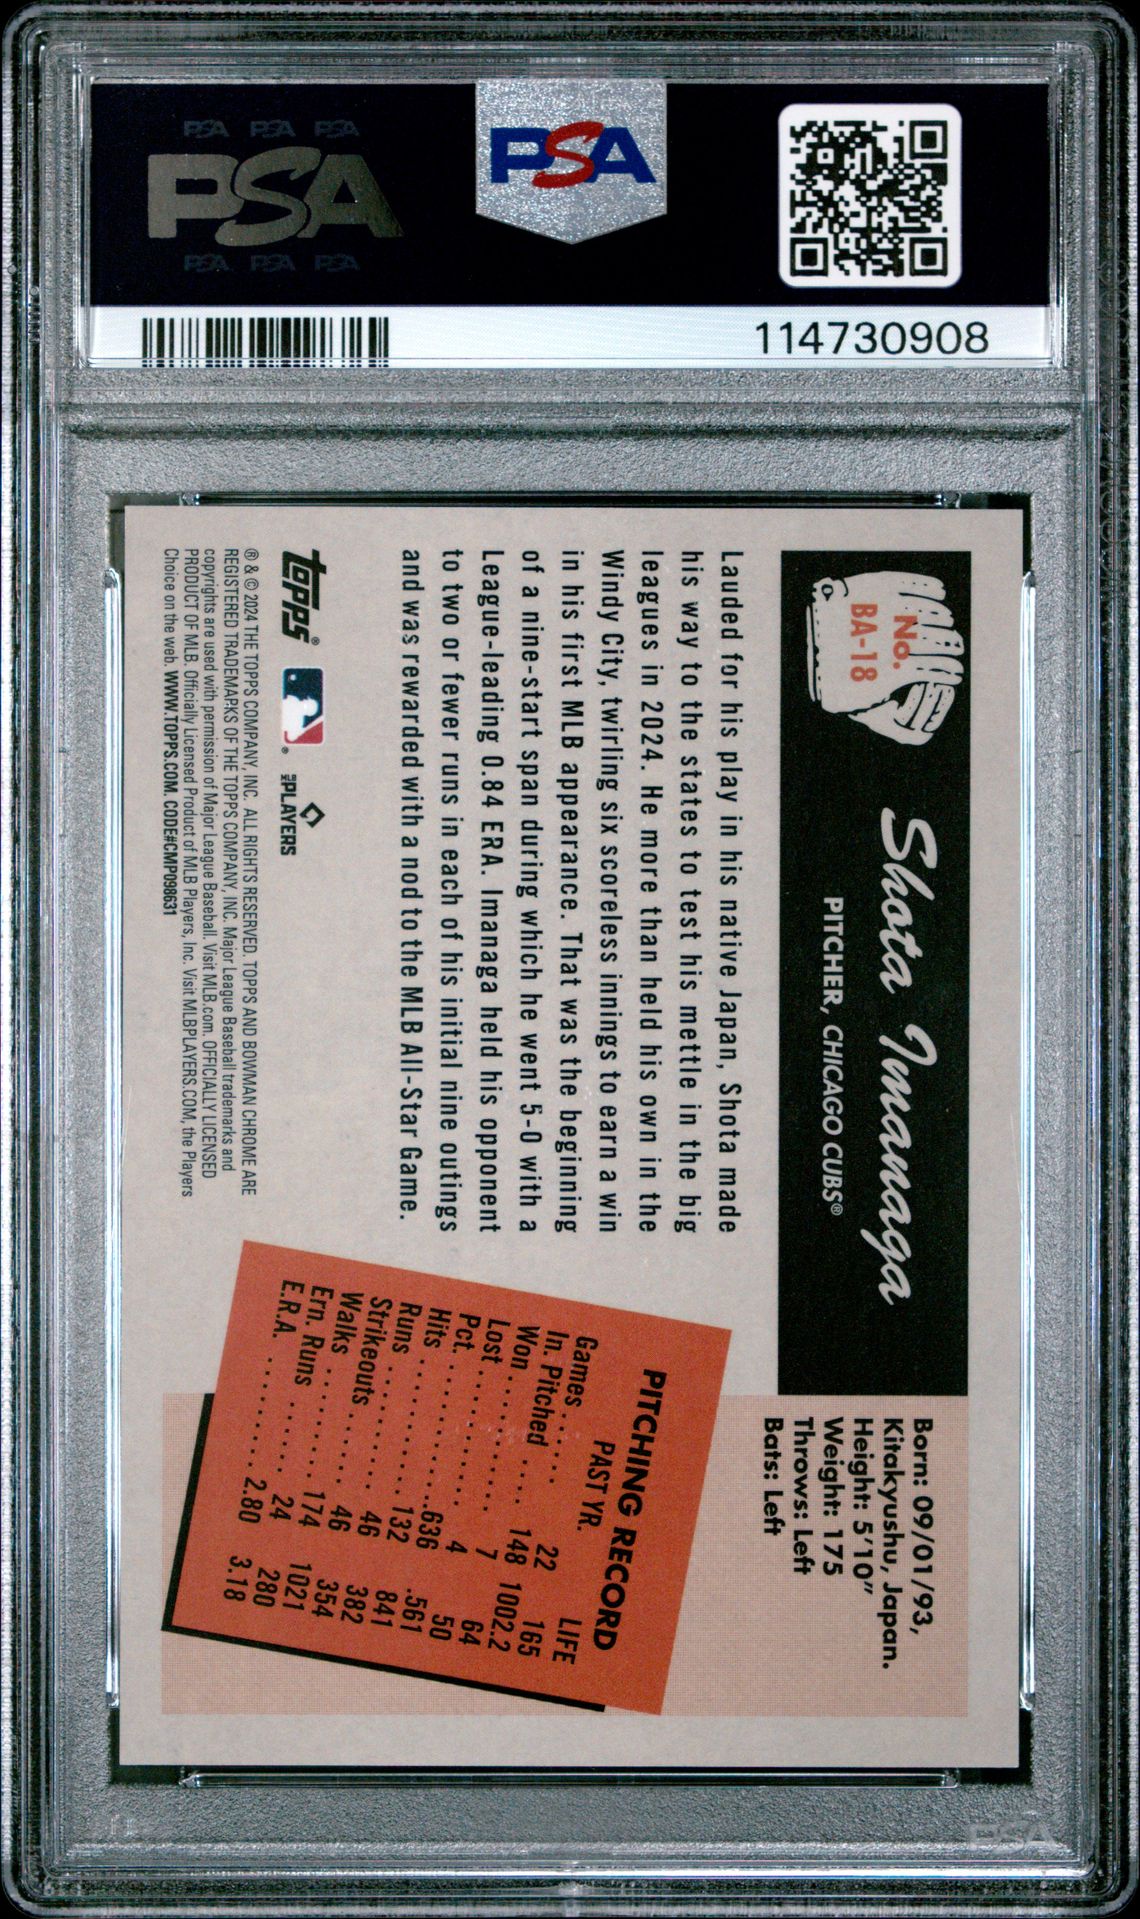 PSA PSA PSA
PSA
PSA PSA PSA
PSA
114730908
No.
BA-18
Shota Imanaga
PITCHER, CHICAGO CUBS®
Born: 09/01/93,
Kitakyushu, Japan.
Height: 5'10"
Weight: 175
Throws: Left
Bats: Left
Lauded for his play in his native Japan, Shota made
his way to the states to test his mettle in the big
leagues in 2024. He more than held his own in the
Windy City, twirling six scoreless innings to earn a win
in his first MLB appearance. That was the beginning
of a nine-start span during which he went 5-0 with a
League-leading 0.84 ERA. Imanaga held his opponent
to two or fewer runs in each of his initial nine outings
and was rewarded with a nod to the MLB All-Star Game.
PITCHING RECORD
PAST YR. LIFE
Games ...... 22 165
In. Pitched .... 148 1002.2
Won ......... 7 64
Lost ......... 4 50
Pct. ........ .636 .561
Hits ......... 132 841
Runs ......... 46 382
Strikeouts ...... 46 354
Walks ........ 174 1021
Ern. Runs ...... 24 280
E.R.A. ........ 2.80 3.18
topps® ® MLB PLAYERS
® & © 2024 THE TOPPS COMPANY, INC. ALL RIGHTS RESERVED. TOPPS AND BOWMAN CHROME ARE
REGISTERED TRADEMARKS OF THE TOPPS COMPANY, INC. Major League Baseball trademarks and
copyrights are used with permission of Major League Baseball. Visit MLB.com. OFFICIALLY LICENSED
PRODUCT OF MLB. Officially Licensed Product of MLB Players, Inc. Visit MLBPLAYERS.COM, the Players
Choice on the web. WWW.TOPPS.COM. CODE#CMP098631
PSA